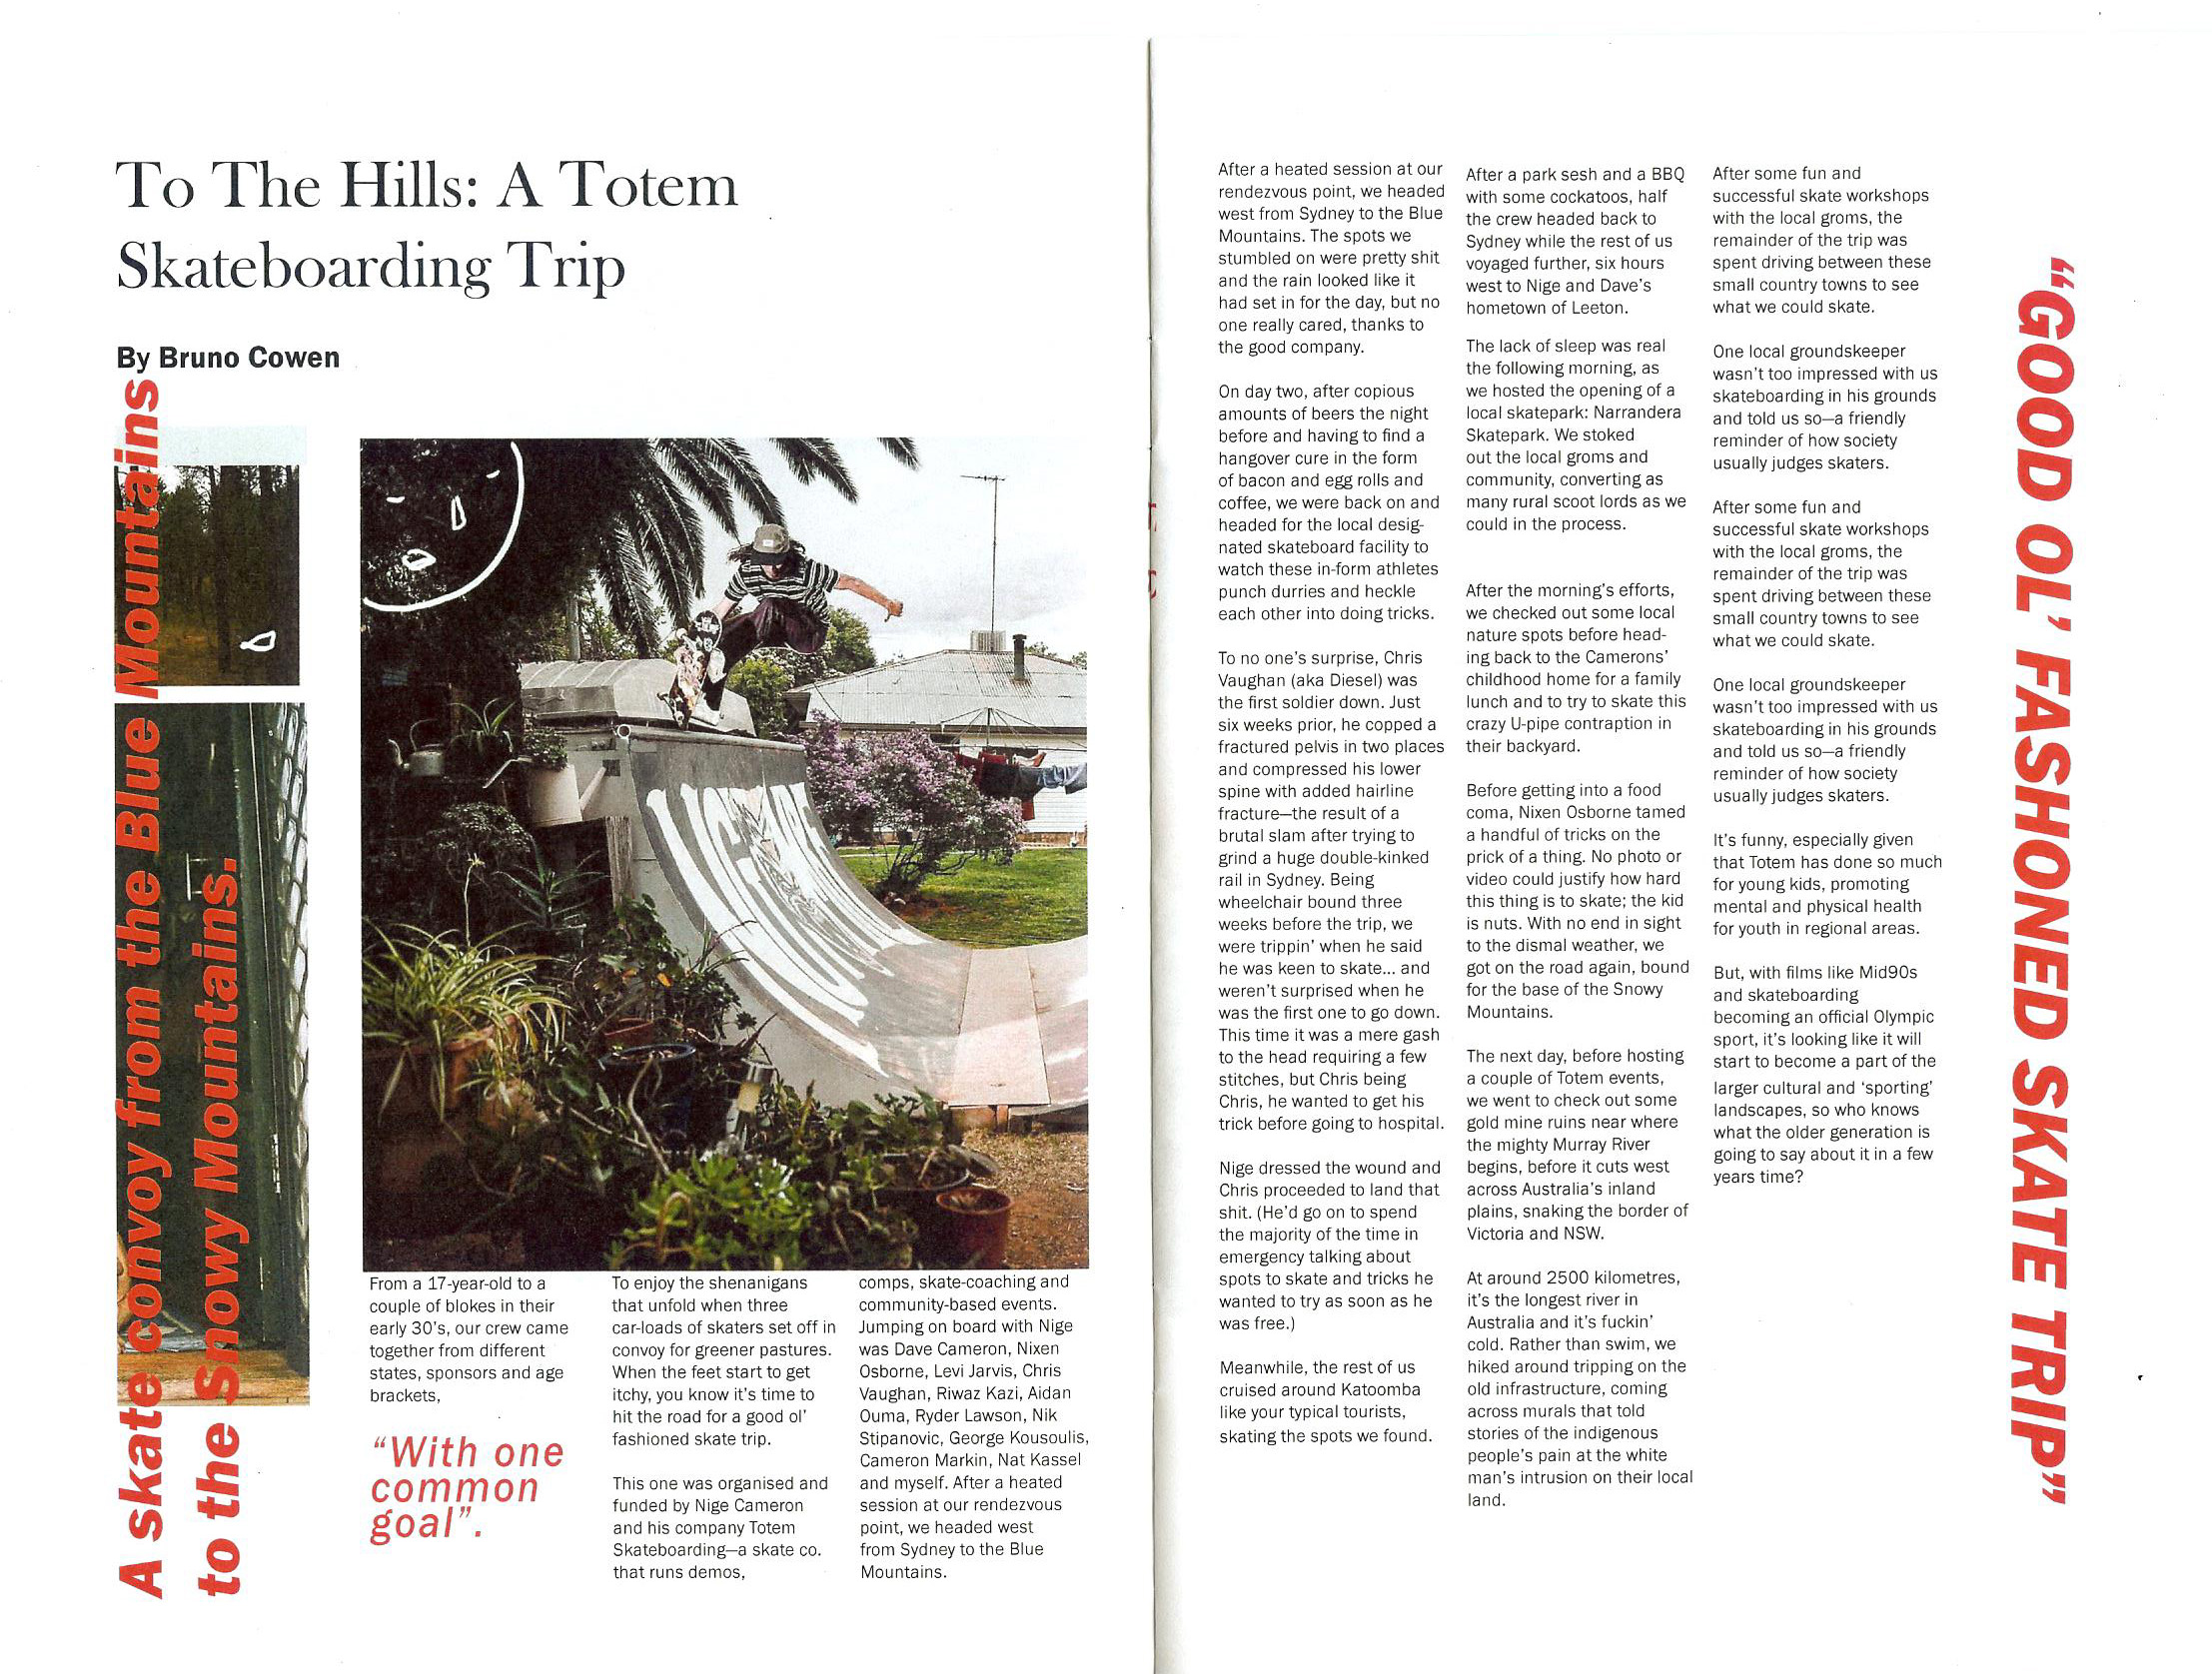 To The Hills: A Totem
Skateboarding Trip
By Bruno Cowen
A skate convoy from the Blue Mountains
to the Snowy Mountains.
From a 17-year-old to a
couple of blokes in their
early 30's, our crew came
together from different
states, sponsors and age
brackets,
“With one
common
goal”.
To enjoy the shenanigans
that unfold when three
car-loads of skaters set off in
convoy for greener pastures.
When the feet start to get
itchy, you know it's time to
hit the road for a good ol'
fashioned skate trip.
This one was organised and
funded by Nige Cameron
and his company Totem
Skateboarding—a skate co.
that runs demos,
comps, skate-coaching and
community-based events.
Jumping on board with Nige
was Dave Cameron, Nixen
Osborne, Levi Jarvis, Chris
Vaughan, Riwaz Kazi, Aidan
Ouma, Ryder Lawson, Nik
Stipanovic, George Kousoulis,
Cameron Markin, Nat Kassel
and myself. After a heated
session at our rendezvous
point, we headed west
from Sydney to the Blue
Mountains.
After a heated session at our
rendezvous point, we headed
west from Sydney to the Blue
Mountains. The spots we
stumbled on were pretty shit
and the rain looked like it
had set in for the day, but no
one really cared, thanks to
the good company.
On day two, after copious
amounts of beers the night
before and having to find a
hangover cure in the form
of bacon and egg rolls and
coffee, we were back on and
headed for the local desig-
nated skateboard facility to
watch these in-form athletes
punch durries and heckle
each other into doing tricks.
To no one's surprise, Chris
Vaughan (aka Diesel) was
the first soldier down. Just
six weeks prior, he copped a
fractured pelvis in two places
and compressed his lower
spine with added hairline
fracture—the result of a
brutal slam after trying to
grind a huge double-kinked
rail in Sydney. Being
wheelchair bound three
weeks before the trip, we
were trippin' when he said
he was keen to skate... and
weren't surprised when he
was the first one to go down.
This time it was a mere gash
to the head requiring a few
stitches, but Chris being
Chris, he wanted to get his
trick before going to hospital.
Nige dressed the wound and
Chris proceeded to land that
shit. (He'd go on to spend
the majority of the time in
emergency talking about
spots to skate and tricks he
wanted to try as soon as he
was free.)
Meanwhile, the rest of us
cruised around Katoomba
like your typical tourists,
skating the spots we found.
After a park sesh and a BBQ
with some cockatoos, half
the crew headed back to
Sydney while the rest of us
voyaged further, six hours
west to Nige and Dave's
hometown of Leeton.
The lack of sleep was real
the following morning, as
we hosted the opening of a
local skatepark: Narrandera
Skatepark. We stoked
out the local groms and
community, converting as
many rural scoot lords as we
could in the process.
After the morning's efforts,
we checked out some local
nature spots before head-
ing back to the Camerons'
childhood home for a family
lunch and to try to skate this
crazy U-pipe contraption in
their backyard.
Before getting into a food
coma, Nixen Osborne tamed
a handful of tricks on the
prick of a thing. No photo or
video could justify how hard
this thing is to skate; the kid
is nuts. With no end in sight
to the dismal weather, we
got on the road again, bound
for the base of the Snowy
Mountains.
The next day, before hosting
a couple of Totem events,
we went to check out some
gold mine ruins near where
the mighty Murray River
begins, before it cuts west
across Australia's inland
plains, snaking the border of
Victoria and NSW.
At around 2500 kilometres,
it's the longest river in
Australia and it's fuckin'
cold. Rather than swim, we
hiked around tripping on the
old infrastructure, coming
across murals that told
stories of the indigenous
people's pain at the white
man's intrusion on their local
land.
After some fun and
successful skate workshops
with the local groms, the
remainder of the trip was
spent driving between these
small country towns to see
what we could skate.
One local groundskeeper
wasn't too impressed with us
skateboarding in his grounds
and told us so—a friendly
reminder of how society
usually judges skaters.
After some fun and
successful skate workshops
with the local groms, the
remainder of the trip was
spent driving between these
small country towns to see
what we could skate.
One local groundskeeper
wasn't too impressed with us
skateboarding in his grounds
and told us so—a friendly
reminder of how society
usually judges skaters.
It's funny, especially given
that Totem has done so much
for young kids, promoting
mental and physical health
for youth in regional areas.
But, with films like Mid90s
and skateboarding
becoming an official Olympic
sport, it's looking like it will
start to become a part of the
larger cultural and 'sporting'
landscapes, so who knows
what the older generation is
going to say about it in a few
years time?
“GOOD OL' FASHIONED SKATE TRIP”